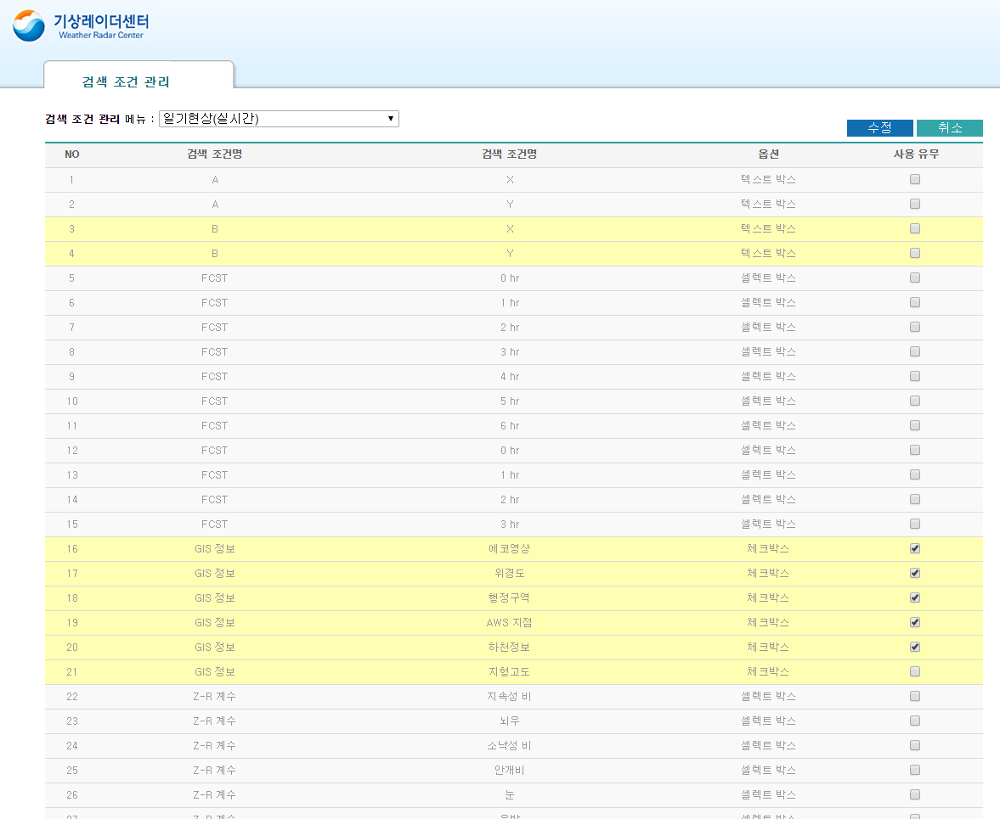 기상레이더센터
Weather Radar Center
검색 조건 관리
검색 조건 관리 메뉴 : 일기현상(실시간)
수정 취소
NO 검색 조건명 검색 조건명 옵션 사용 유무
1 A X 텍스트 박스
2 A Y 텍스트 박스
3 B X 텍스트 박스
4 B Y 텍스트 박스
5 FCST 0 hr 셀렉트 박스
6 FCST 1 hr 셀렉트 박스
7 FCST 2 hr 셀렉트 박스
8 FCST 3 hr 셀렉트 박스
9 FCST 4 hr 셀렉트 박스
10 FCST 5 hr 셀렉트 박스
11 FCST 6 hr 셀렉트 박스
12 FCST 0 hr 셀렉트 박스
13 FCST 1 hr 셀렉트 박스
14 FCST 2 hr 셀렉트 박스
15 FCST 3 hr 셀렉트 박스
16 GIS 정보 에코영상 체크박스
17 GIS 정보 위경도 체크박스
18 GIS 정보 행정구역 체크박스
19 GIS 정보 AWS 지점 체크박스
20 GIS 정보 하천정보 체크박스
21 GIS 정보 지형고도 체크박스
22 Z-R 계수 지속성 비 셀렉트 박스
23 Z-R 계수 뇌우 셀렉트 박스
24 Z-R 계수 소낙성 비 셀렉트 박스
25 Z-R 계수 안개비 셀렉트 박스
26 Z-R 계수 눈 셀렉트 박스
27 Z-R 계수 셀렉트 박스